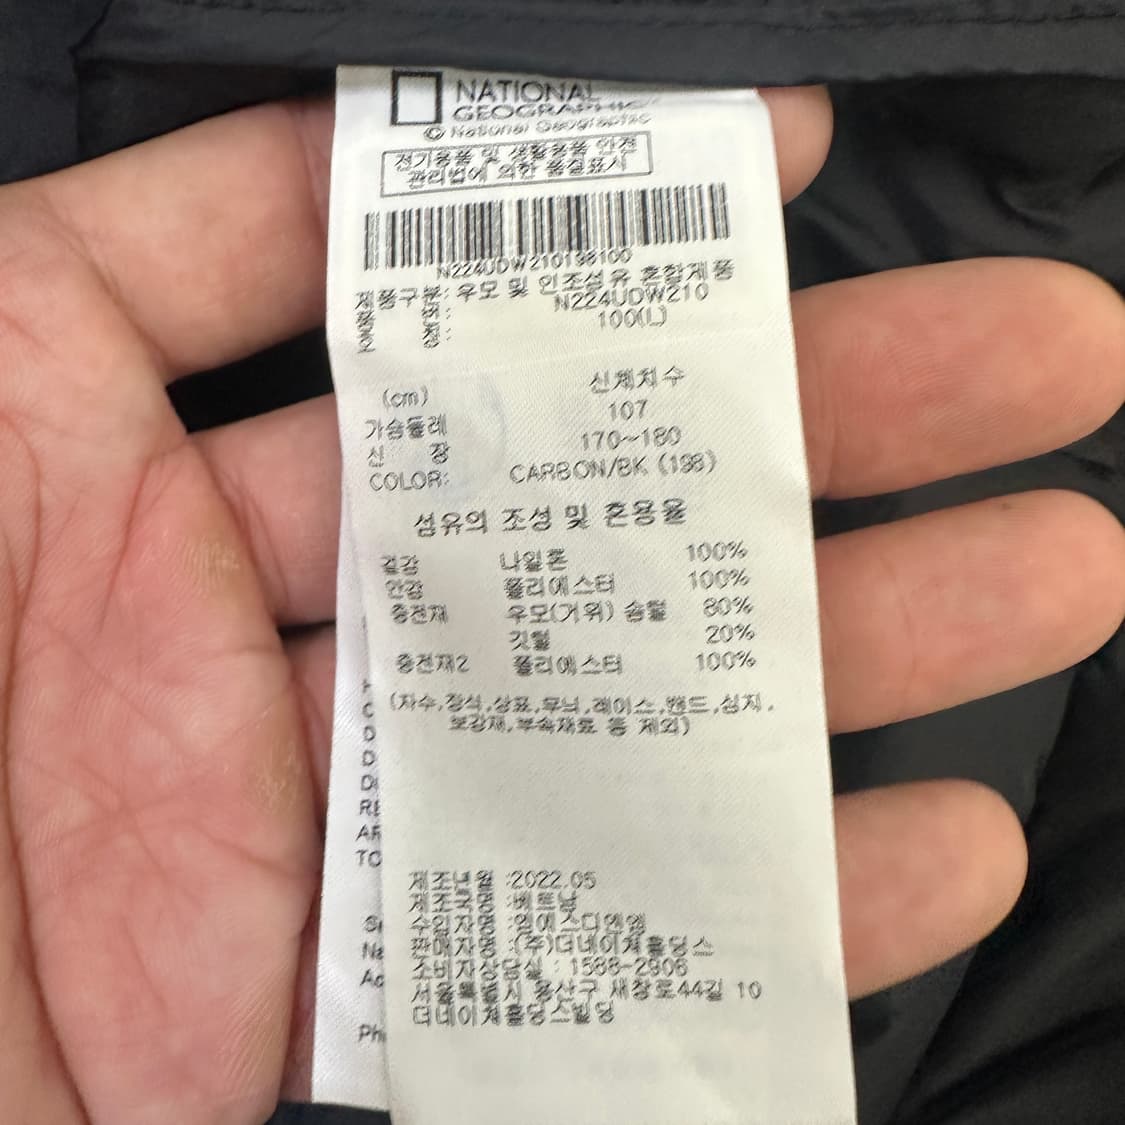 NATIONAL
GEOGRAPHIC
© National Geographic
전기용품 및 생활용품 안전
관리법에 의한 품질표시
N224UDW210198100
제품구분: 우모 및 인조섬유 혼합제품
N224UDW210
100(L)
(cm) 신체치수
가슴둘레 107
신 장 170~180
COLOR: CARBON/BK (198)
섬유의 조성 및 혼용율
겉감 나일론 100%
안감 폴리에스터 100%
충전재 우모(거위) 솜털 80%
깃털 20%
충전재2 폴리에스터 100%
(자수,장식,상표,무늬,레이스,밴드,심지,
보강재,부속재료 등 제외)
제조년월 :2022.05
제조국명 :베트남
수입자명 :엠에스디앤엠
판매자명 :(주)더네이쳐홀딩스
소비자상담실 : 1588-2906
서울특별시 용산구 새창로44길 10
더네이쳐홀딩스빌딩